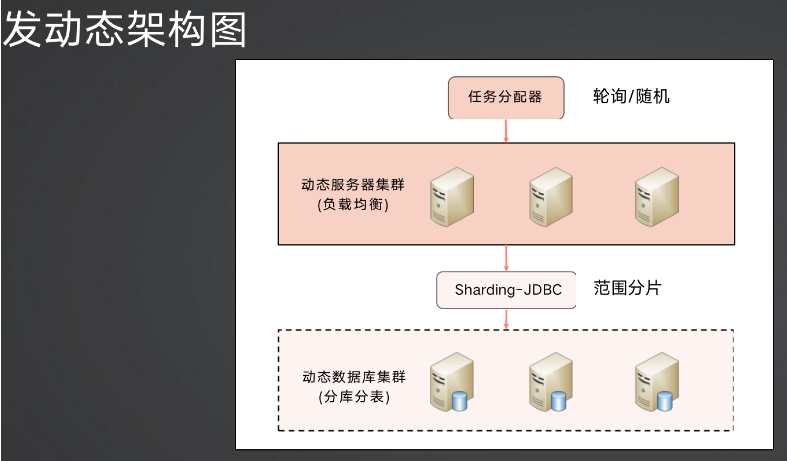 发动态架构图
任务分配器
轮询/随机
动态服务器集群
(负载均衡)
Sharding-JDBC
范围分片
动态数据库集群
(分库分表)